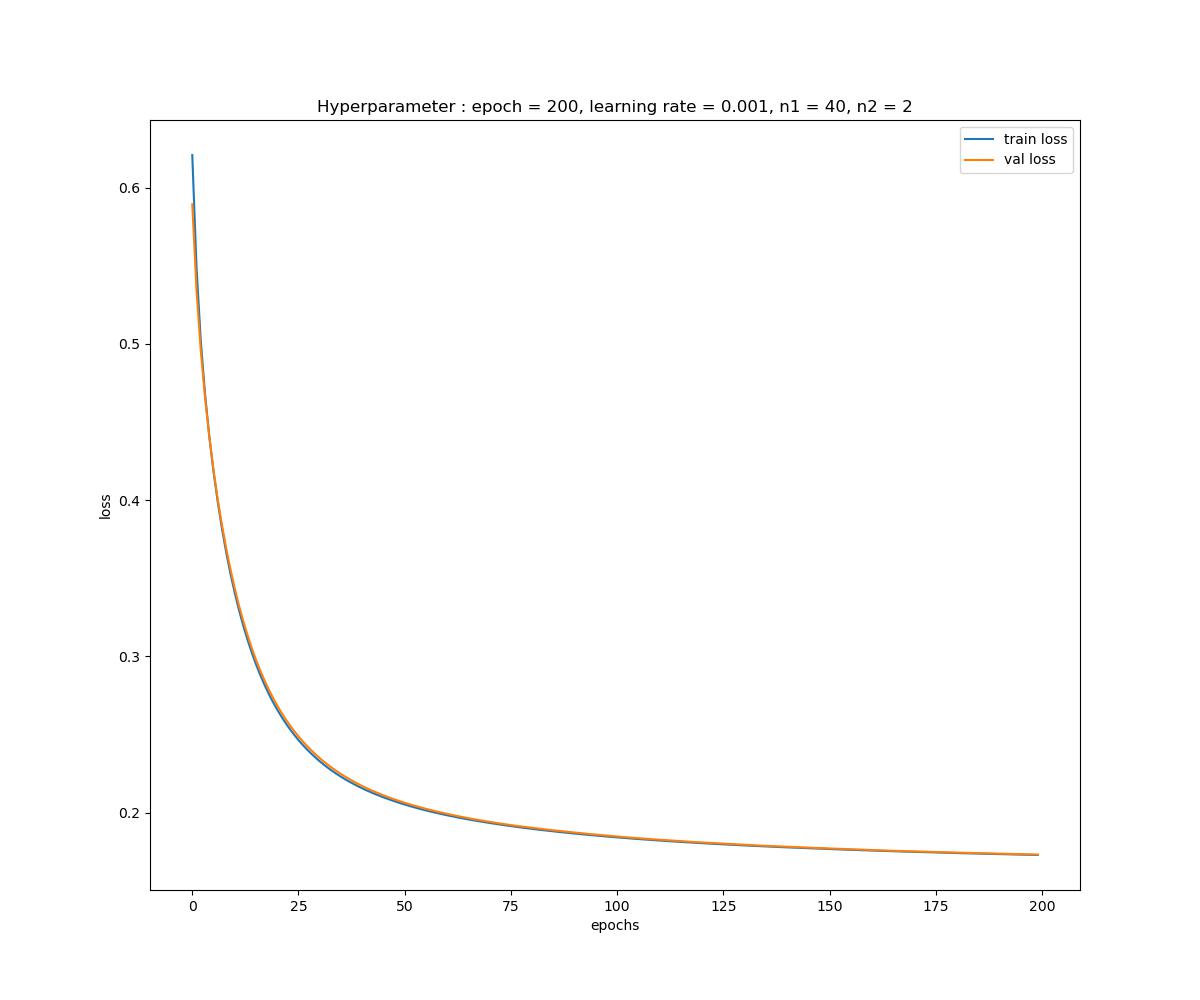 Hyperparameter : epoch = 200, learning rate = 0.001, n1 = 40, n2 = 2
train loss
val loss
0.6
0.5
0.4
0.3
0.2
loss
0 25 50 75 100 125 150 175 200
epochs